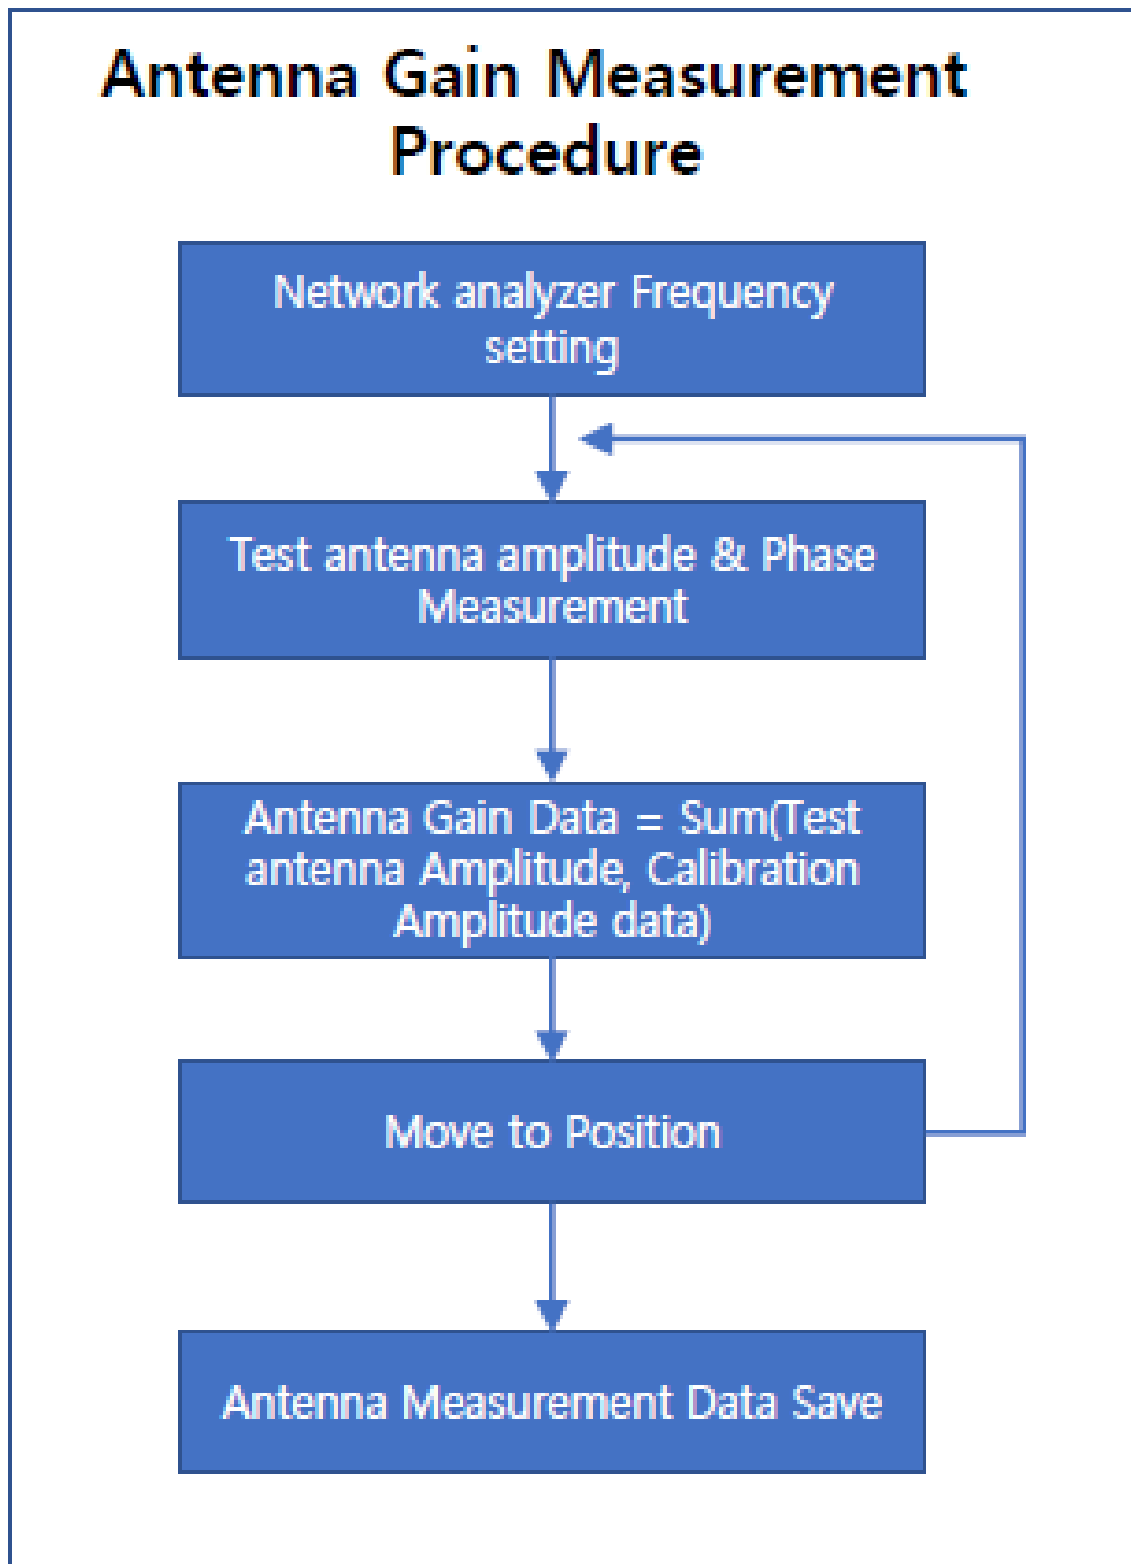 Antenna Gain Measurement
Procedure
Network analyzer Frequency
setting
Test antenna amplitude & Phase
Measurement
Antenna Gain Data = Sum(Test
antenna Amplitude, Calibration
Amplitude data)
Move to Position
Antenna Measurement Data Save